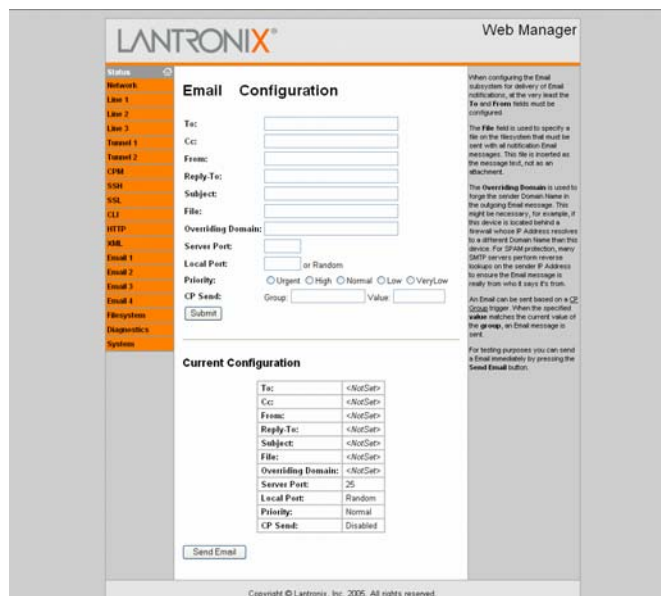 LANTRONIX®
Web Manager
Status
Network
Line 1
Line 2
Line 3
Tunnel 1
Tunnel 2
CPM
SSH
SSL
CLI
HTTP
XML
Email 1
Email 2
Email 3
Email 4
Filesystem
Diagnostics
System
Email Configuration
To:
Cc:
From:
Reply-To:
Subject:
File:
Overriding Domain:
Server Port:
Local Port: or Random
Priority: Urgent High Normal Low VeryLow
CP Send: Group: Value:
Submit
Current Configuration
To: <NotSet>
Cc: <NotSet>
From: <NotSet>
Reply-To: <NotSet>
Subject: <NotSet>
File: <NotSet>
Overriding Domain: <NotSet>
Server Port: 25
Local Port: Random
Priority: Normal
CP Send: Disabled
Send Email
When configuring the Email
subsystem for delivery of Email
notifications, at the very least the
To and From fields must be
configured.
The File field is used to specify a
file on the filesystem that must be
sent with all notification Email
messages. This file is inserted as
the message text, not as an
attachment.
The Overriding Domain is used to
forge the sender Domain Name in
the outgoing Email message. This
might be necessary, for example, if
this device is located behind a
firewall whose IP Address resolves
to a different Domain Name than this
device. For SPAM protection, many
SMTP servers perform reverse
lookups on the sender IP Address
to ensure the Email message is
really from who it says it's from.
An Email can be sent based on a CP
Group trigger. When the specified
value matches the current value of
the group, an Email message is
sent.
For testing purposes you can send
a Email immediately by pressing the
Send Email button.
Copyright © Lantronix, Inc. 2005. All rights reserved.